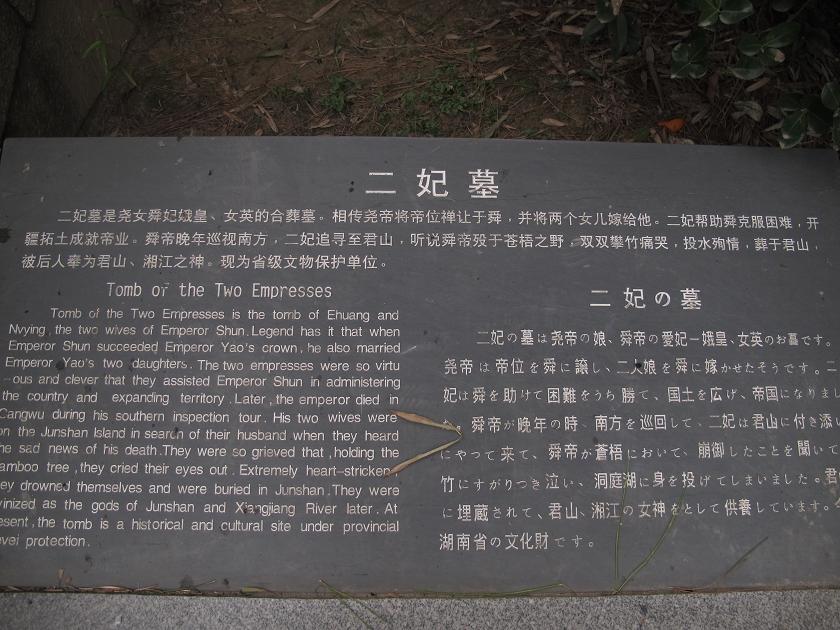 二妃墓
二妃墓是尧女舜妃娥皇、女英的合葬墓。相传尧帝将帝位禅让于舜，并将两个女儿嫁给他。二妃帮助舜克服困难，开
疆拓土成就帝业。舜帝晚年巡视南方，二妃追寻至君山，听说舜帝殁于苍梧之野，双双攀竹痛哭，投水殉情，葬于君山，
被后人奉为君山、湘江之神。现为省级文物保护单位。
Tomb of the Two Empresses
Tomb of the Two Empresses is the tomb of Ehuang and
Nvying, the two wives of Emperor Shun. Legend has it that when
Emperor Shun succeeded Emperor Yao's crown, he also married
Emperor Yao's two daughters. The two empresses were so virtu
-ous and clever that they assisted Emperor Shun in administering
the country and expanding territory. Later, the emperor died in
Cangwu during his southern inspection tour. His two wives were
on the Junshan Island in search of their husband when they heard
he sad news of his death. They were so grieved that, holding the
amboo tree, they cried their eyes out. Extremely heart-stricken,
ey drowned themselves and were buried in Junshan. They were
vinized as the gods of Junshan and Xiangjiang River later. At
esent, the tomb is a historical and cultural site under provincial
evel protection.
二妃の墓
二妃の墓は尧帝の娘、舜帝の愛妃—娥皇、女英のお墓です。
尧帝は帝位を舜に譲し、二人娘を舜に嫁かせたそうです。二
妃は舜を助けて困難をうち勝て、国土を広げ、帝国になりまし
た。舜帝が晩年の時、南方を巡回して、二妃は君山に付き添い
にやって来て、舜帝が蒼梧において、崩御したことを聞いて
竹にすがりつき泣い、洞庭湖に身を投げてしまいました。君
に埋蔵されて、君山、湘江の女神をとして供養しています。今
湖南省の文化財です。